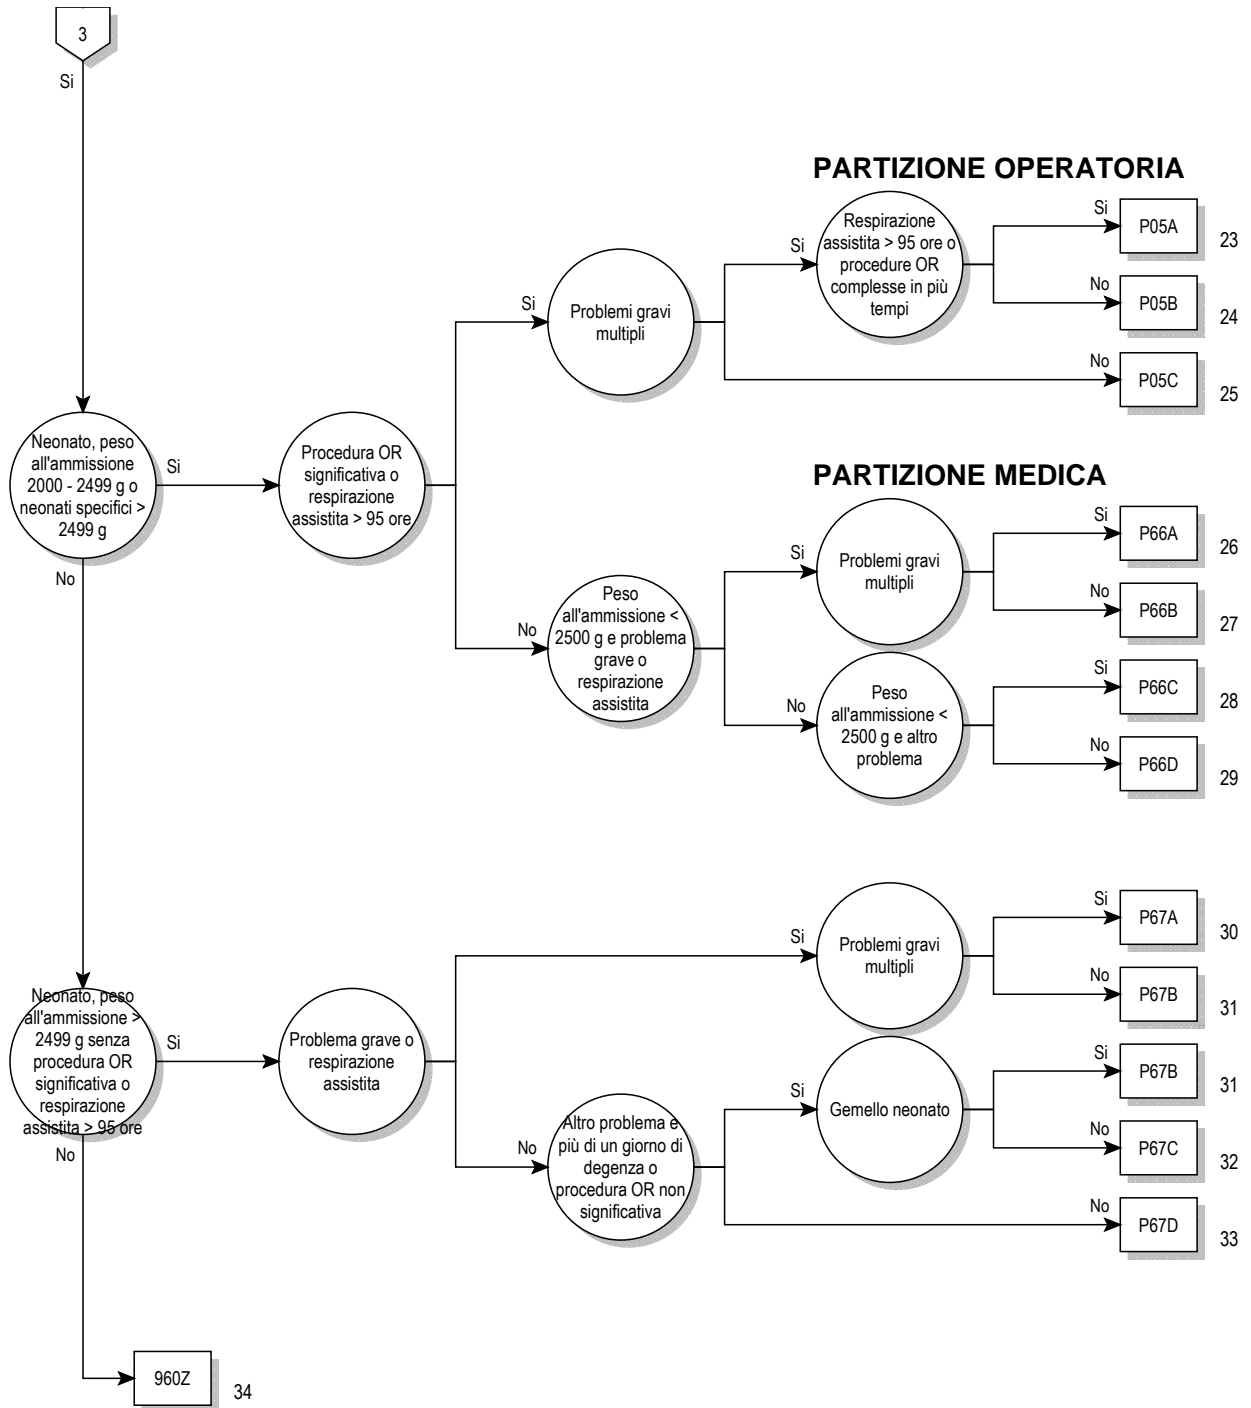 3
Si
PARTIZIONE OPERATORIA
Respirazione
assistita > 95 ore o
procedure OR
complesse in più
tempi
Si
Si
P05A
23
No
P05B
24
Si
Problemi gravi
multipli
No
P05C
25
Neonato, peso
all'ammissione
2000 - 2499 g o
neonati specifici >
2499 g
Si
Procedura OR
significativa o
respirazione
assistita > 95 ore
PARTIZIONE MEDICA
Si
Problemi gravi
multipli
Si
P66A
26
No
P66B
27
No
No
Peso
all'ammissione <
2500 g e problema
grave o
respirazione
assistita
No
Peso
all'ammissione <
2500 g e altro
problema
Si
P66C
28
No
P66D
29
Si
Problemi gravi
multipli
Si
P67A
30
No
P67B
31
Neonato, peso
all'ammissione >
2499 g senza
procedura OR
significativa o
respirazione
assistita > 95 ore
Si
Problema grave o
respirazione
assistita
Si
Gemello neonato
Si
P67B
31
No
P67C
32
No
Altro problema e
più di un giorno di
degenza o
procedura OR non
significativa
No
P67D
33
No
960Z
34